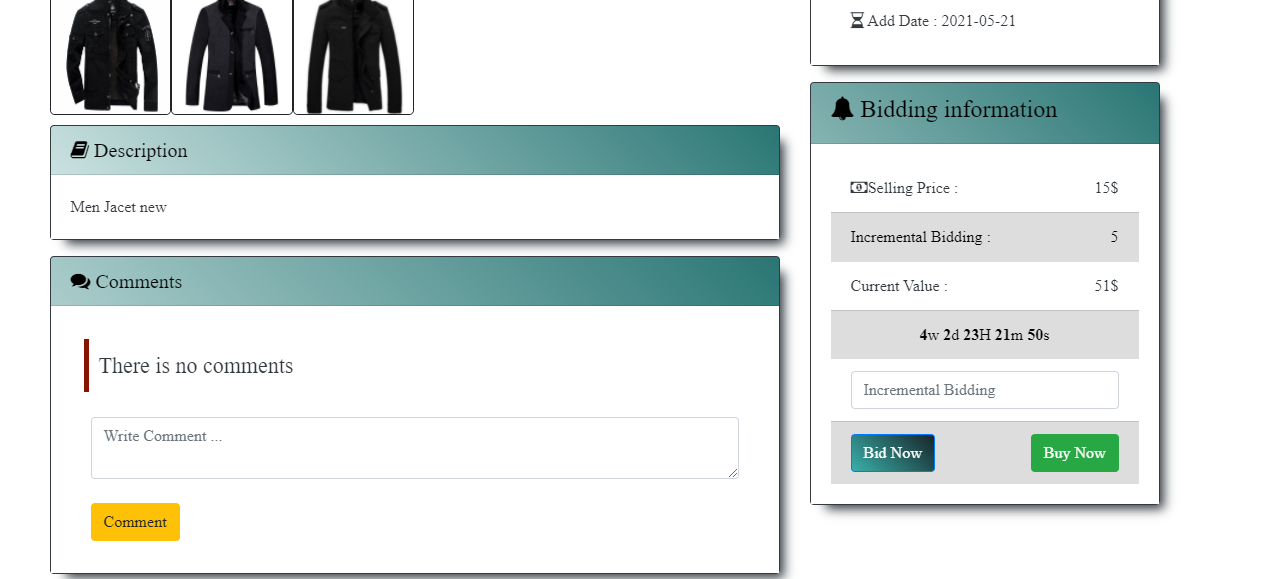 Add Date : 2021-05-21
Description
Men Jacet new
Comments
There is no comments
Write Comment ...
Comment
Bidding information
Selling Price : 15$
Incremental Bidding : 5
Current Value : 51$
4w 2d 23H 21m 50s
Incremental Bidding
Bid Now Buy Now